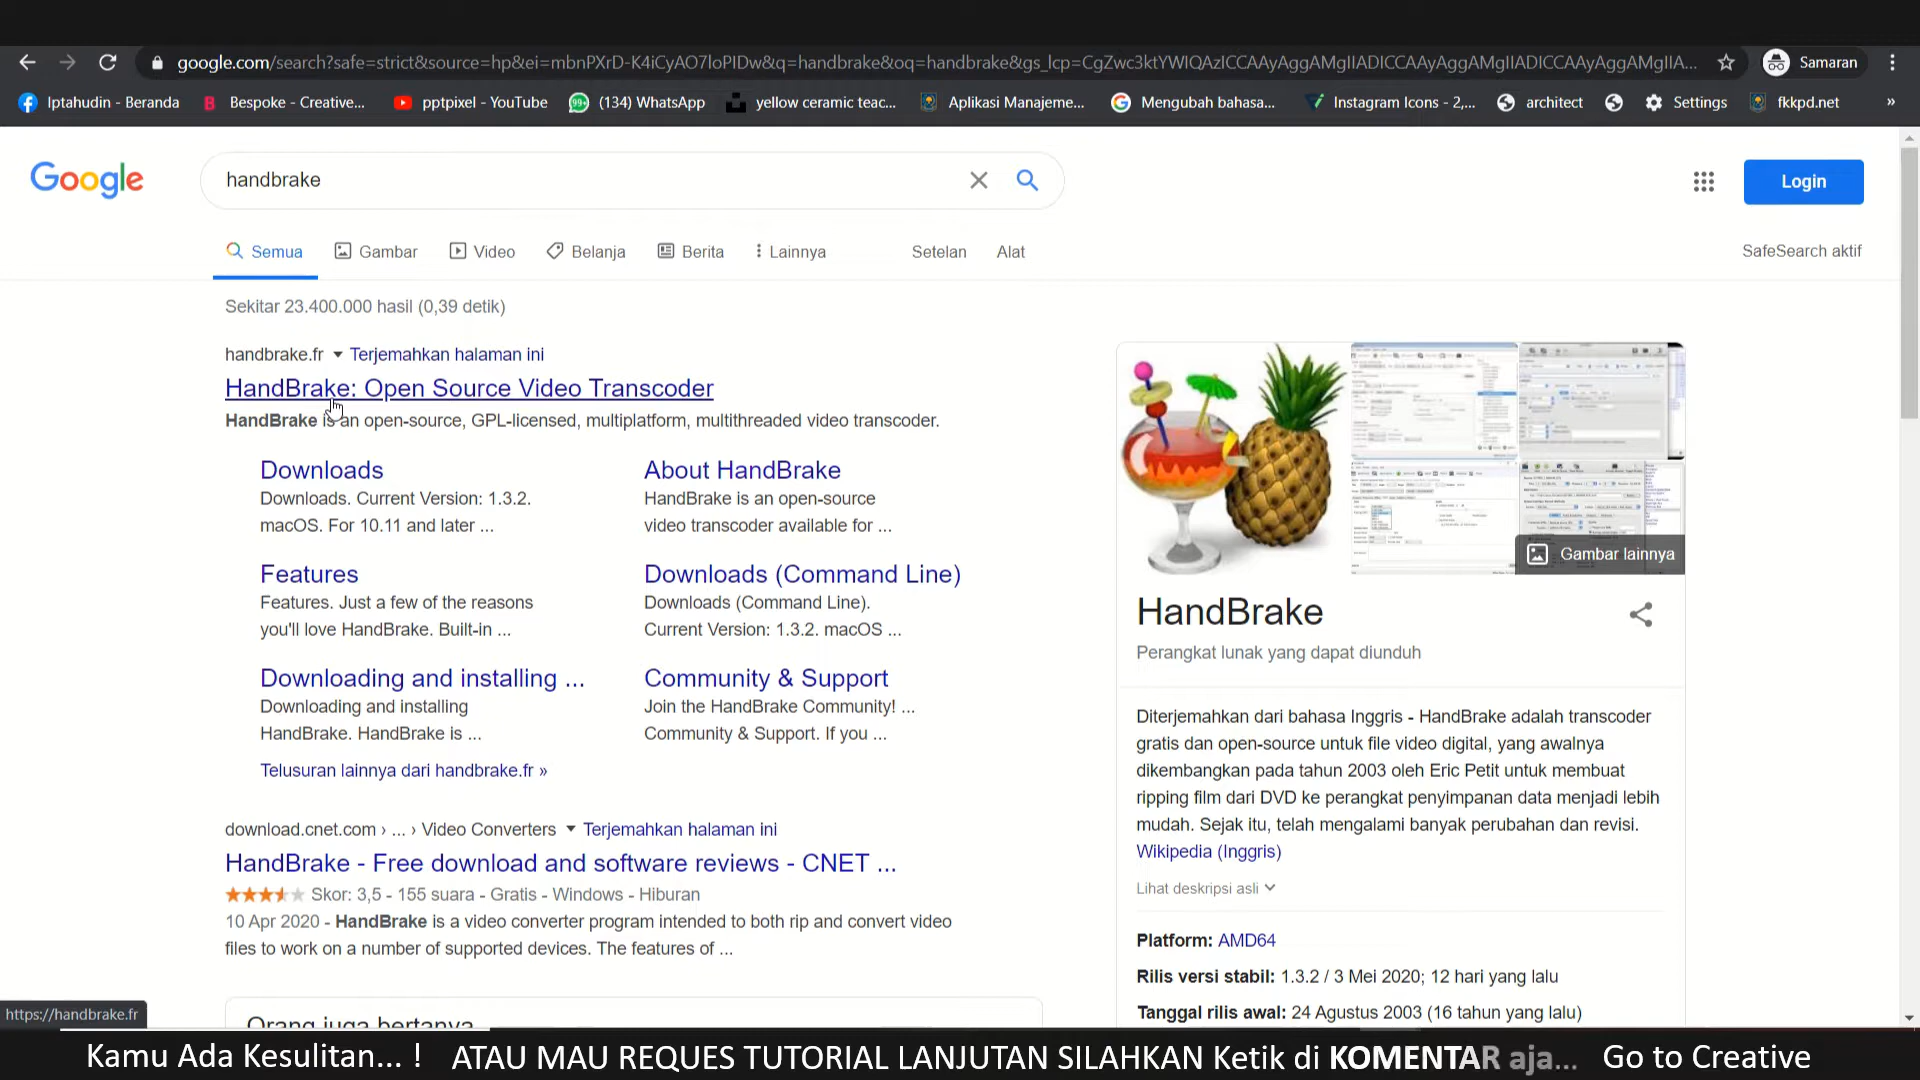 google.com/search?safe=strict&source=hp&ei=mbnPXrD-K4iCyAO7loPIDw&q=handbrake&oq=handbrake&gs_lcp=CgZwc3ktYWIQAzICCAAyAggAMgIIADICCAAyAggAMgIIADICCAAyAggAMgIIA...
Samaran
Iptahudin - Beranda
Bespoke - Creative...
pptpixel - YouTube
99+
(134) WhatsApp
yellow ceramic teac...
Aplikasi Manajeme...
Mengubah bahasa...
Instagram Icons - 2,...
architect
Settings
fkkpd.net
»
Google
handbrake
Login
Semua
Gambar
Video
Belanja
Berita
Lainnya
Setelan
Alat
SafeSearch aktif
Sekitar 23.400.000 hasil (0,39 detik)
handbrake.fr Terjemahkan halaman ini
HandBrake: Open Source Video Transcoder
HandBrake is an open-source, GPL-licensed, multiplatform, multithreaded video transcoder.
Downloads
Downloads. Current Version: 1.3.2.
macOS. For 10.11 and later ...
About HandBrake
HandBrake is an open-source
video transcoder available for ...
Features
Features. Just a few of the reasons
you'll love HandBrake. Built-in ...
Downloads (Command Line)
Downloads (Command Line).
Current Version: 1.3.2. macOS ...
Downloading and installing ...
Downloading and installing
HandBrake. HandBrake is ...
Community & Support
Join the HandBrake Community! ...
Community & Support. If you ...
Telusuran lainnya dari handbrake.fr »
download.cnet.com › ... › Video Converters Terjemahkan halaman ini
HandBrake - Free download and software reviews - CNET ...
Skor: 3,5 - 155 suara - Gratis - Windows - Hiburan
10 Apr 2020 - HandBrake is a video converter program intended to both rip and convert video
files to work on a number of supported devices. The features of ...
Orang juga bertanya
https://handbrake.fr
Gambar lainnya
HandBrake
Perangkat lunak yang dapat diunduh
Diterjemahkan dari bahasa Inggris - HandBrake adalah transcoder
gratis dan open-source untuk file video digital, yang awalnya
dikembangkan pada tahun 2003 oleh Eric Petit untuk membuat
ripping film dari DVD ke perangkat penyimpanan data menjadi lebih
mudah. Sejak itu, telah mengalami banyak perubahan dan revisi.
Wikipedia (Inggris)
Lihat deskripsi asli
Platform: AMD64
Rilis versi stabil: 1.3.2 / 3 Mei 2020; 12 hari yang lalu
Tanggal rilis awal: 24 Agustus 2003 (16 tahun yang lalu)
Kamu Ada Kesulitan... ! ATAU MAU REQUES TUTORIAL LANJUTAN SILAHKAN Ketik di KOMENTAR aja... Go to Creative